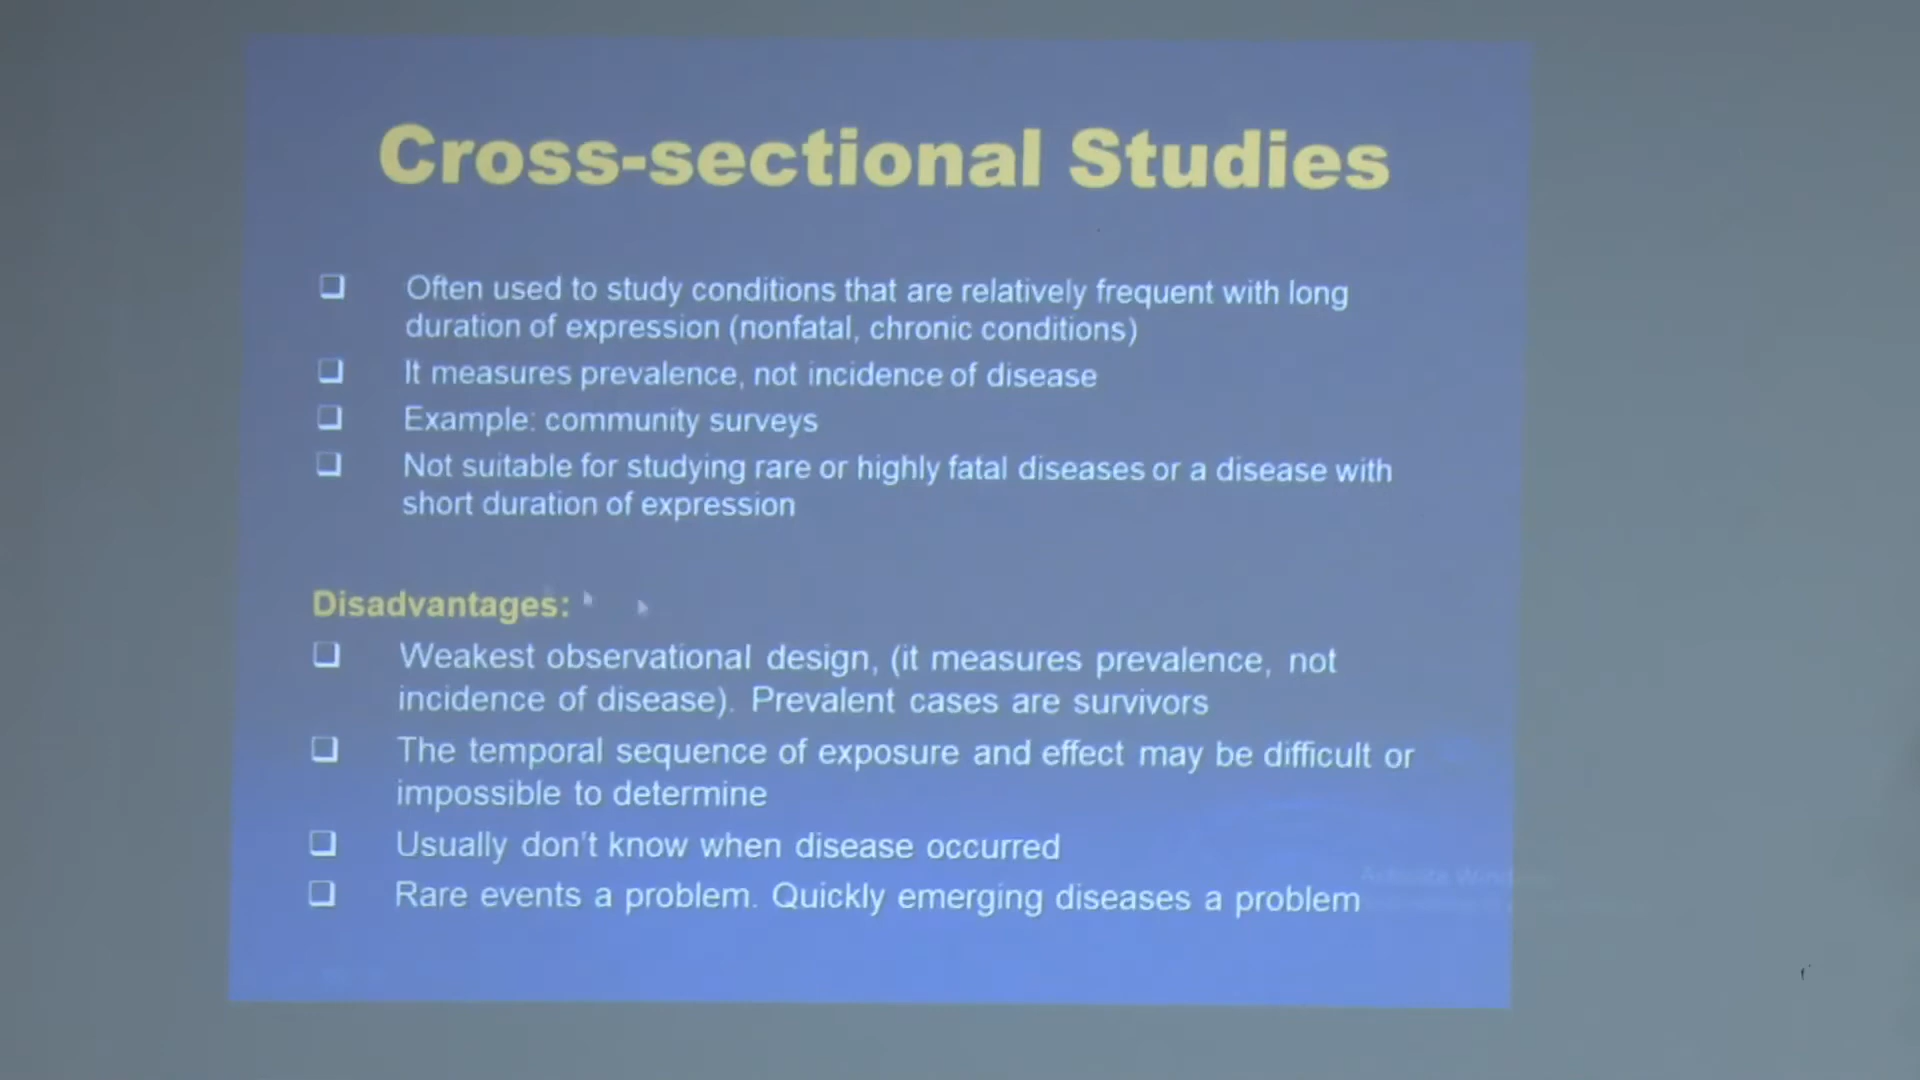 Cross-sectional Studies
❑ Often used to study conditions that are relatively frequent with long
duration of expression (nonfatal, chronic conditions)
❑ It measures prevalence, not incidence of disease
❑ Example: community surveys
❑ Not suitable for studying rare or highly fatal diseases or a disease with
short duration of expression
Disadvantages:
❑ Weakest observational design, (it measures prevalence, not
incidence of disease). Prevalent cases are survivors
❑ The temporal sequence of exposure and effect may be difficult or
impossible to determine
❑ Usually don't know when disease occurred
❑ Rare events a problem. Quickly emerging diseases a problem
Activate